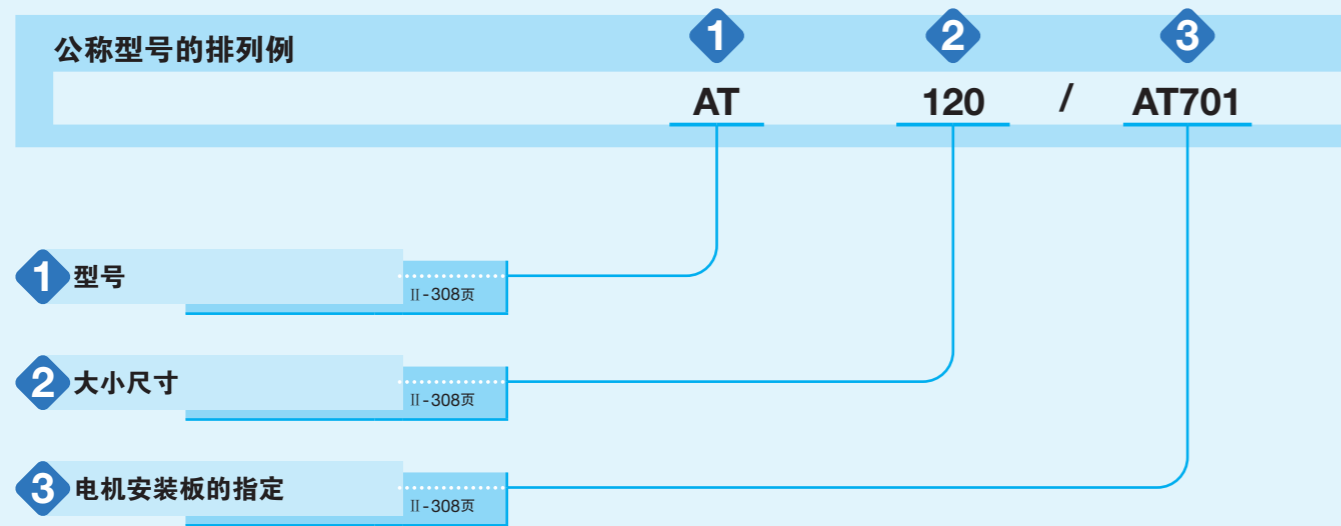 公称型号的排列例
1 2 3
AT 120 / AT701
1 型号
II-308页
2 大小尺寸
II-308页
3 电机安装板的指定
II-308页